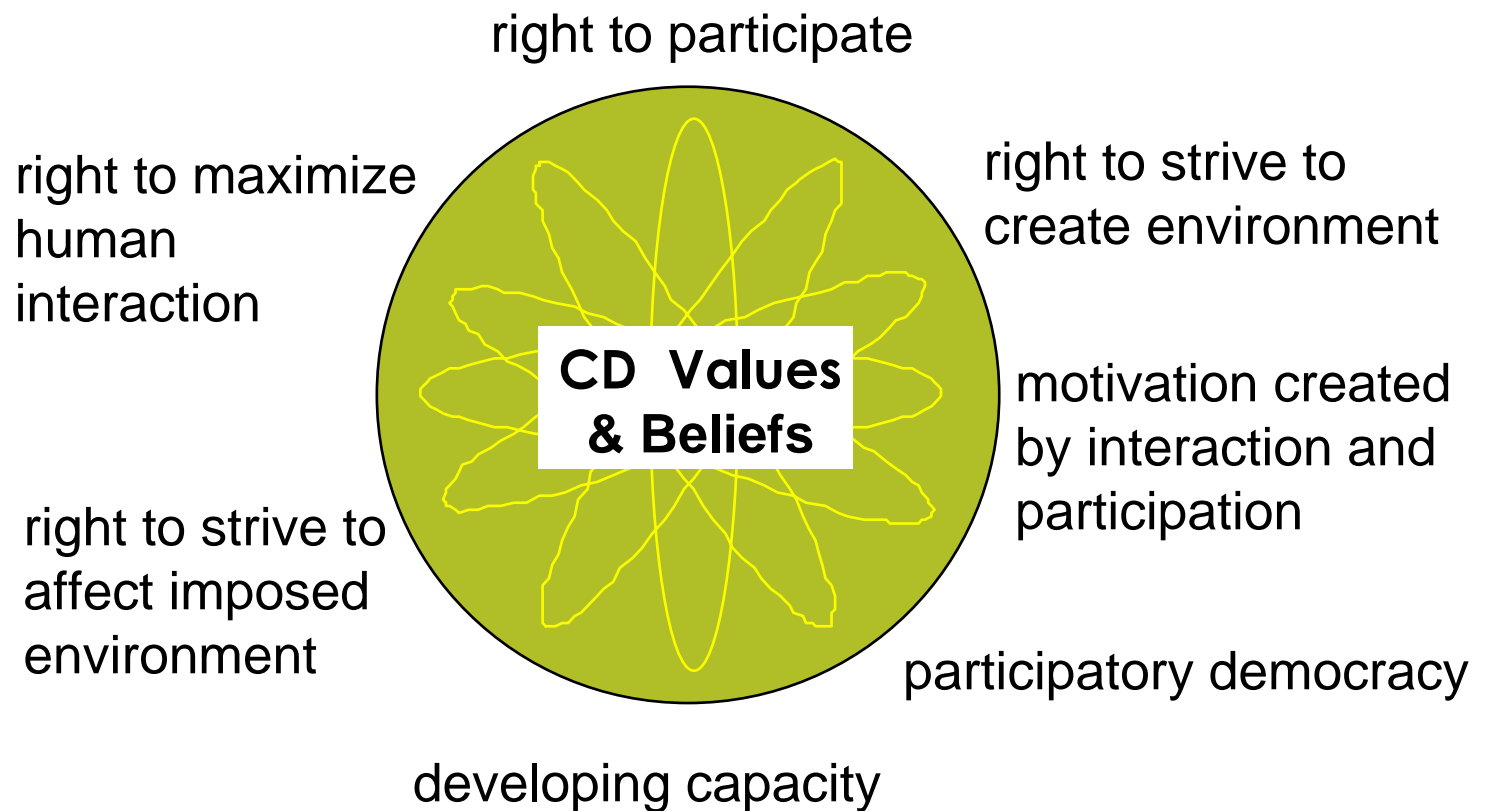 right to participate
right to strive to
create environment
motivation created
by interaction and
participation
participatory democracy
developing capacity
right to strive to
affect imposed
environment
right to maximize
human
interaction
CD Values
& Beliefs